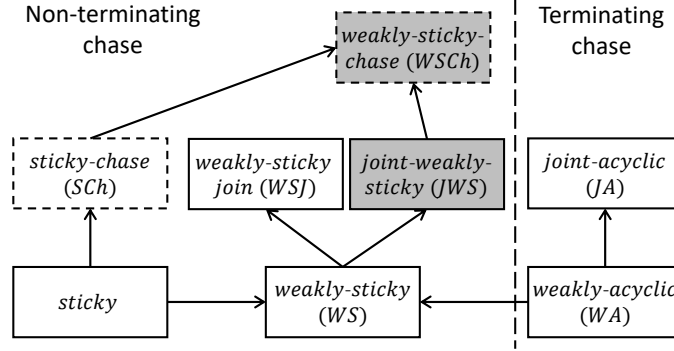 Non-terminating
chase
Terminating
chase
weakly-sticky-
chase (WSCh)
sticky-chase
(SCh)
weakly-sticky
join (WSJ)
joint-weakly-
sticky (JWS)
joint-acyclic
(JA)
sticky
weakly-sticky
(WS)
weakly-acyclic
(WA)